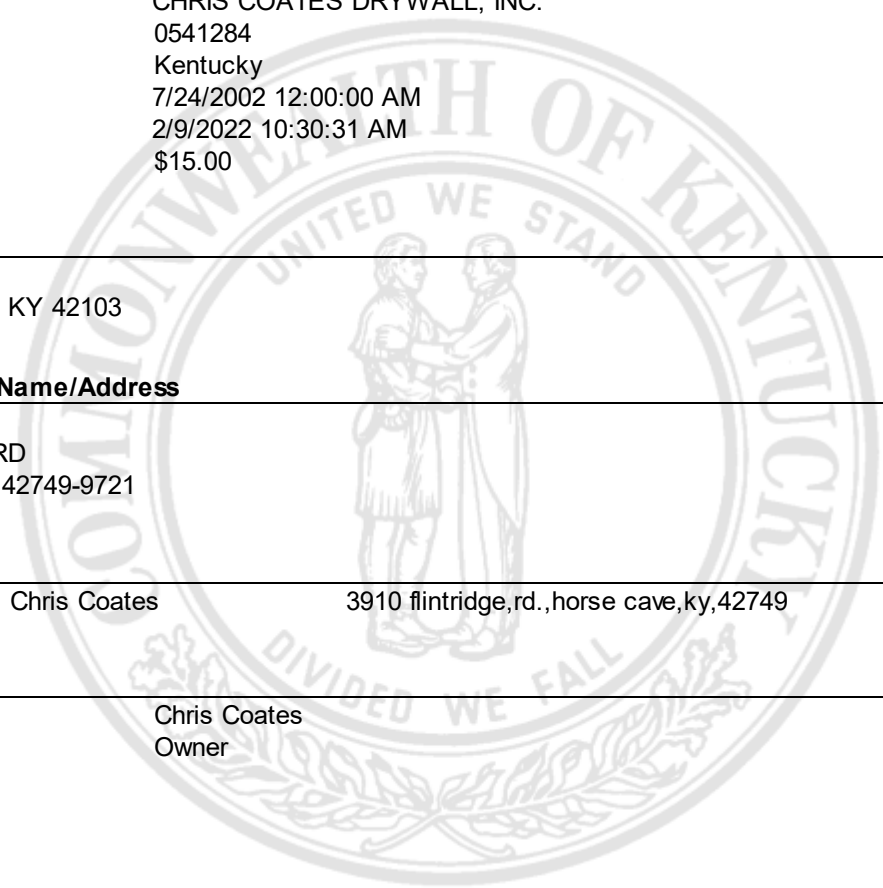 CHRIS COATES DRYWALL, INC.
0541284
Kentucky
7/24/2002 12:00:00 AM
2/9/2022 10:30:31 AM
$15.00
KY 42103
Name/Address
RD
42749-9721
Chris Coates 3910 flintridge,rd.,horse cave,ky,42749
Chris Coates
Owner
COMMONWEALTH OF KENTUCKY
UNITED WE STAND
DIVIDED WE FALL